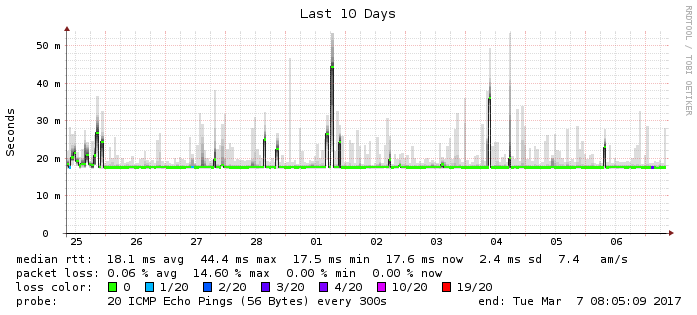 Last 10 Days
RRDTOOL / TOBI OETIKER
Seconds
50 m
40 m
30 m
20 m
10 m
0
25 26 27 28 01 02 03 04 05 06
median rtt: 18.1 ms avg 44.4 ms max 17.5 ms min 17.6 ms now 2.4 ms sd 7.4 am/s
packet loss: 0.06 % avg 14.60 % max 0.00 % min 0.00 % now
loss color: 0 1/20 2/20 3/20 4/20 10/20 19/20
probe: 20 ICMP Echo Pings (56 Bytes) every 300s end: Tue Mar 7 08:05:09 2017